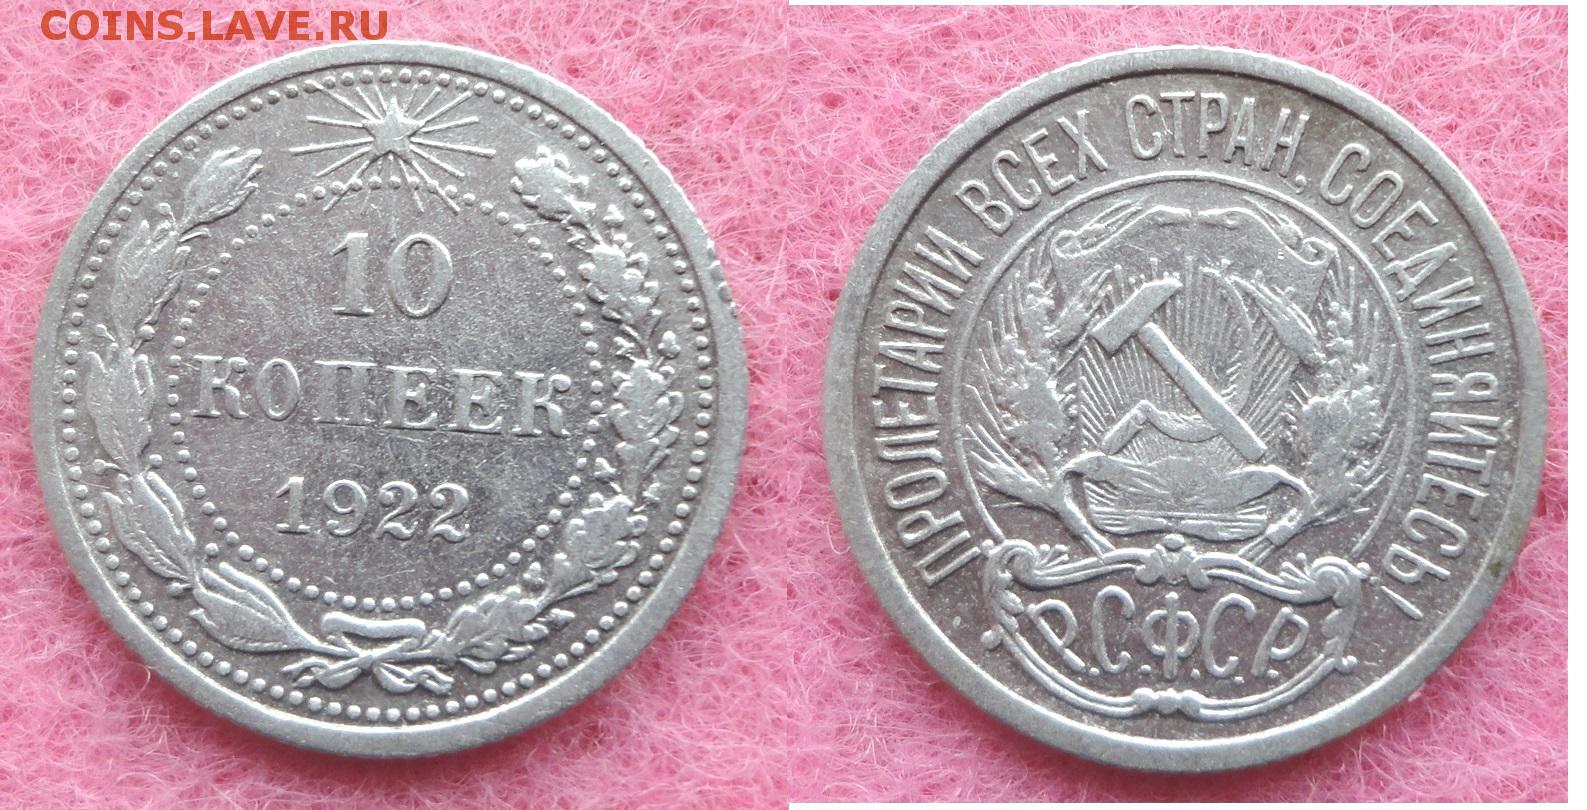 COINS.LAVE.RU
10
КОПЕЕК
1922
ПРОЛЕТАРИИ ВСЕХ СТРАН, СОЕДИНЯЙТЕСЬ!
Р.С.Ф.С.Р.